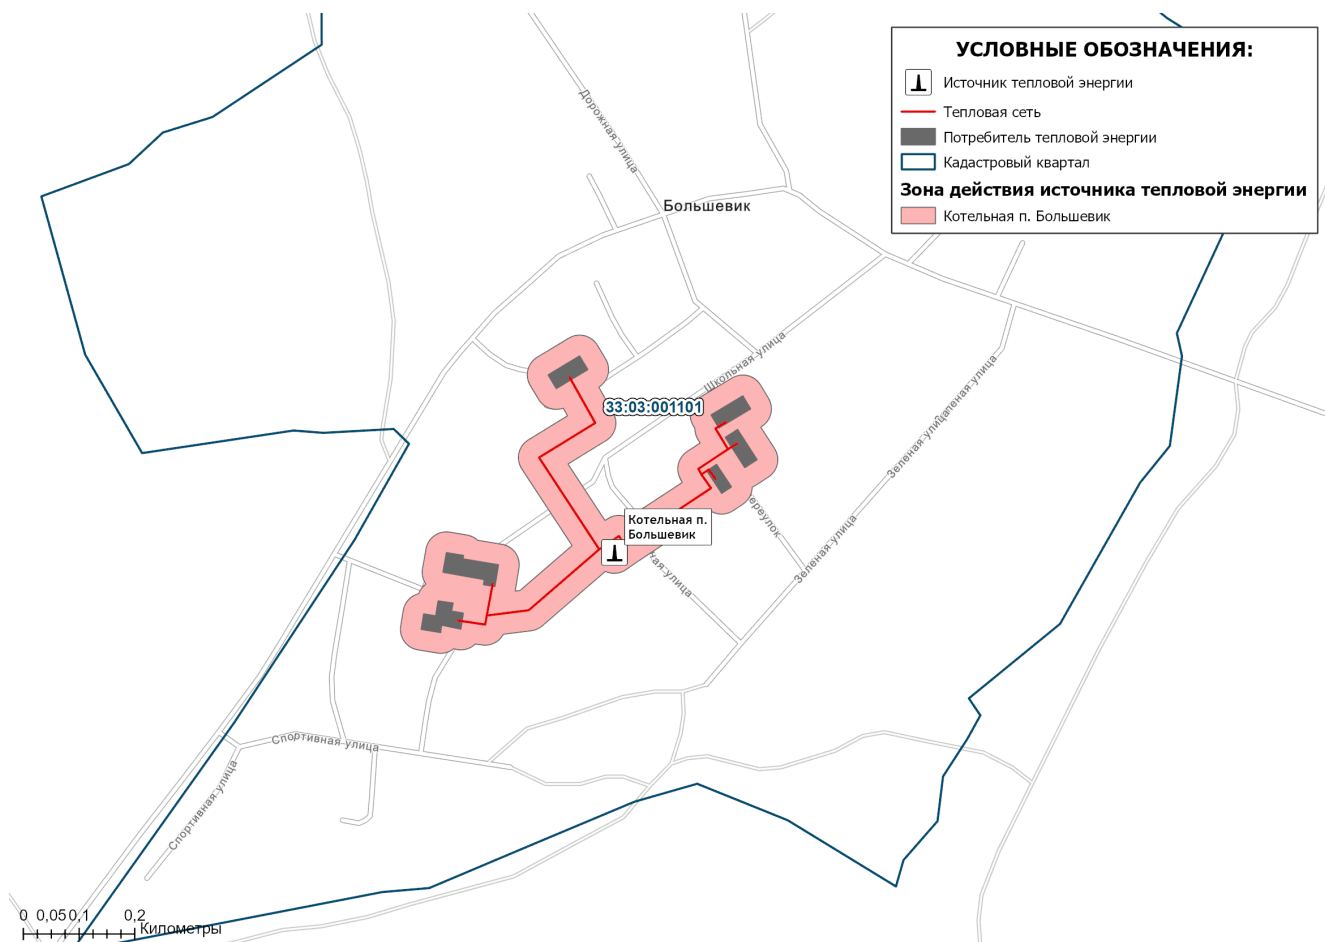 УСЛОВНЫЕ ОБОЗНАЧЕНИЯ:
Источник тепловой энергии
Тепловая сеть
Потребитель тепловой энергии
Кадастровый квартал
Зона действия источника тепловой энергии
Котельная п. Большевик
Дорожная улица
Большевик
Школьная улица
33:03:001101
Зеленая улица
Зеленая улица
Котельная п.
Большевик
Зеленая улица
Спортивная улица
Спортивная улица
0 0,05 0,1 0,2
Километры